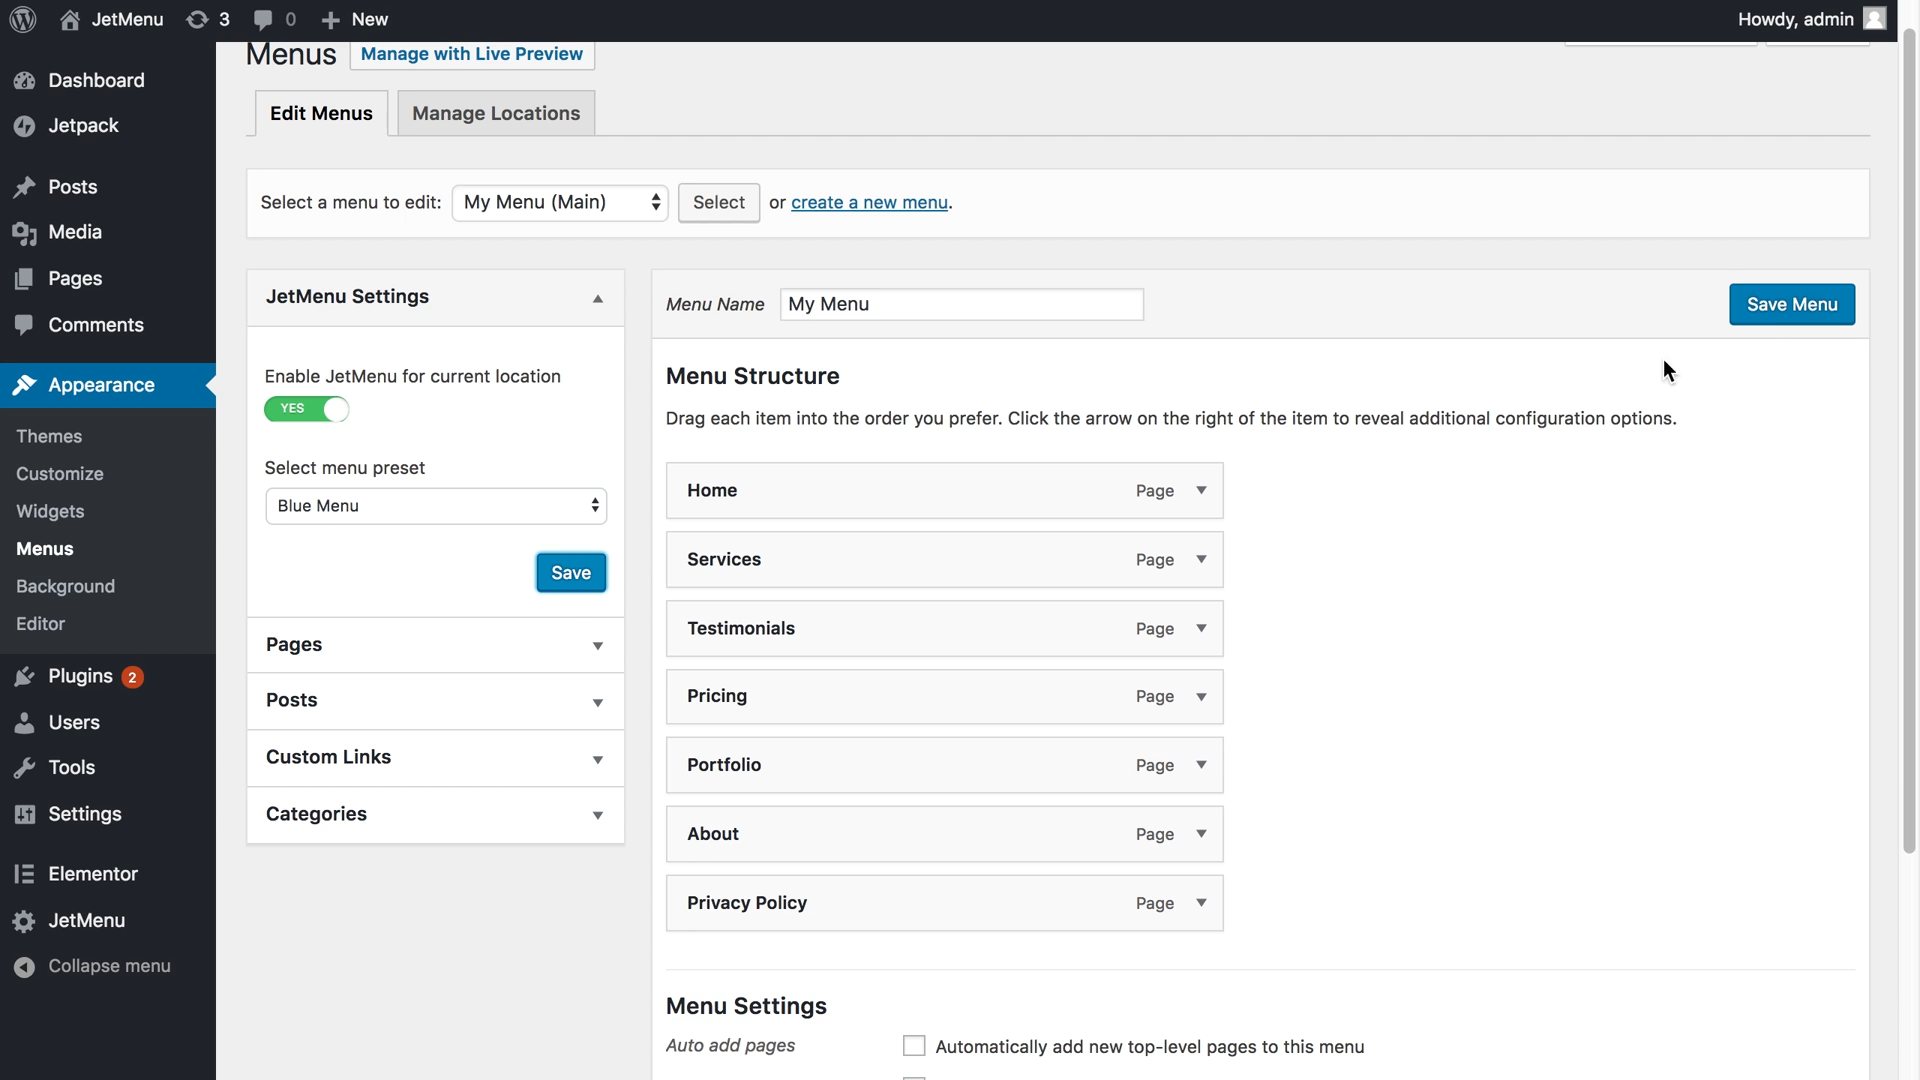 JetMenu 3 0 New Howdy, admin
Dashboard
Jetpack
Posts
Media
Pages
Comments
Appearance
Themes
Customize
Widgets
Menus
Background
Editor
Plugins 2
Users
Tools
Settings
Elementor
JetMenu
Collapse menu
Menus Manage with Live Preview
Edit Menus Manage Locations
Select a menu to edit: My Menu (Main) Select or create a new menu.
JetMenu Settings
Enable JetMenu for current location
YES
Select menu preset
Blue Menu
Save
Pages
Posts
Custom Links
Categories
Menu Name My Menu Save Menu
Menu Structure
Drag each item into the order you prefer. Click the arrow on the right of the item to reveal additional configuration options.
Home Page
Services Page
Testimonials Page
Pricing Page
Portfolio Page
About Page
Privacy Policy Page
Menu Settings
Auto add pages Automatically add new top-level pages to this menu